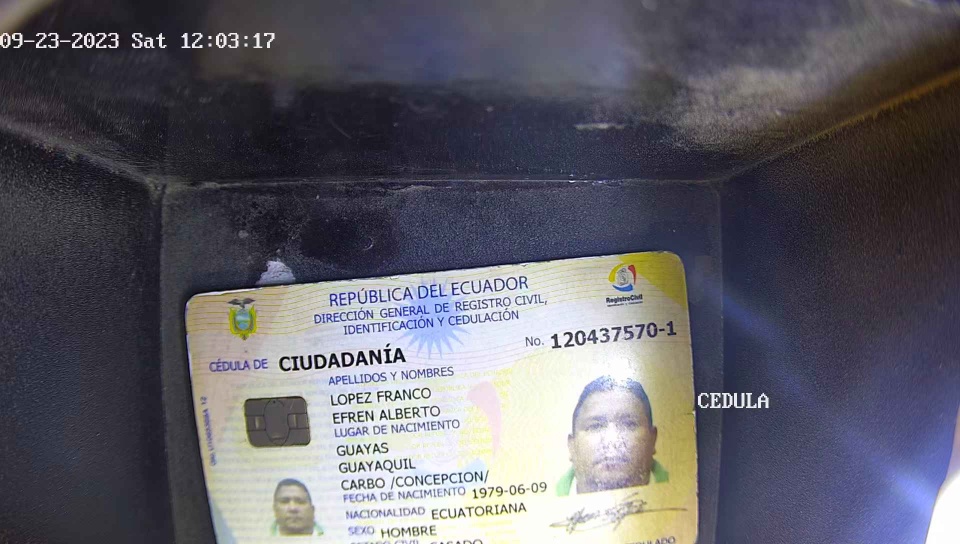 09-23-2023 Sat 12:03:17
REPÚBLICA DEL ECUADOR
DIRECCIÓN GENERAL DE REGISTRO CIVIL,
IDENTIFICACIÓN Y CEDULACIÓN
RegistroCivil
No. 120437570-1
CÉDULA DE CIUDADANÍA
APELLIDOS Y NOMBRES
LOPEZ FRANCO
EFREN ALBERTO
LUGAR DE NACIMIENTO
GUAYAS
GUAYAQUIL
CARBO /CONCEPCION/
FECHA DE NACIMIENTO 1979-06-09
NACIONALIDAD ECUATORIANA
SEXO HOMBRE
ESTADO CIVIL CASADO
CEDULA